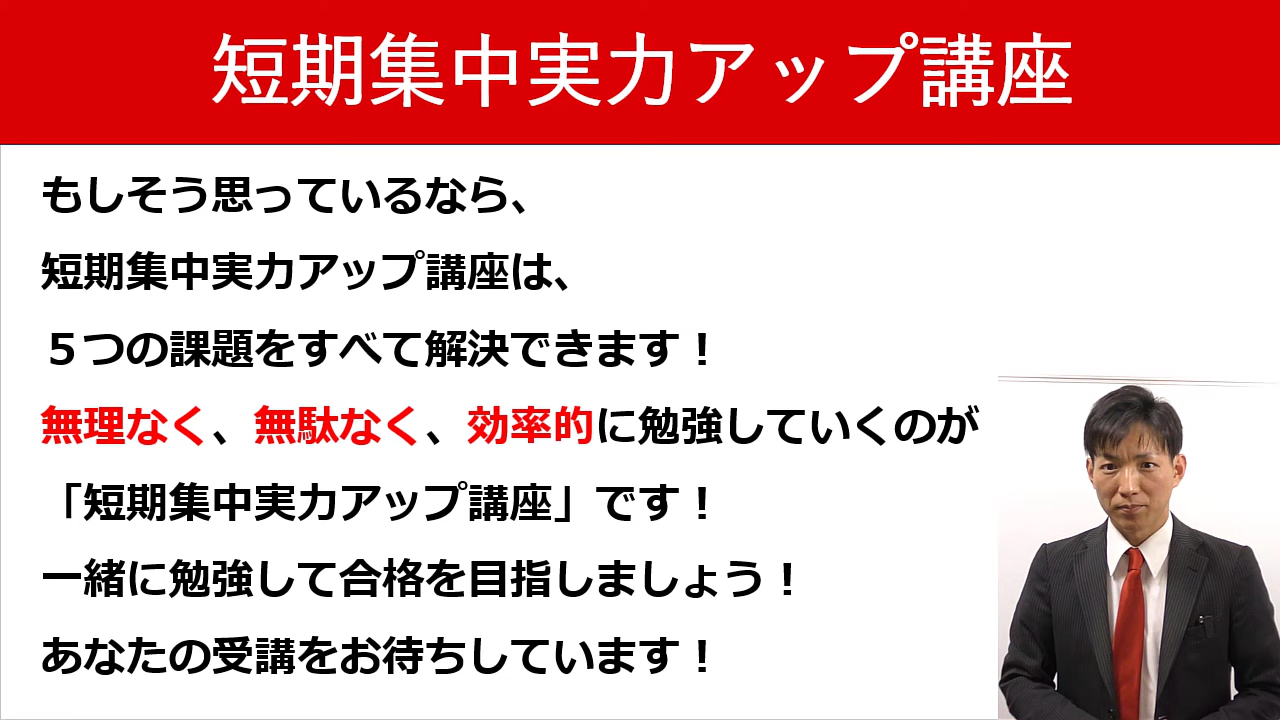 短期集中実力アップ講座
もしそう思っているなら、
短期集中実力アップ講座は、
５つの課題をすべて解決できます！
無理なく、無駄なく、効率的に勉強していくのが
「短期集中実力アップ講座」です！
一緒に勉強して合格を目指しましょう！
あなたの受講をお待ちしています！